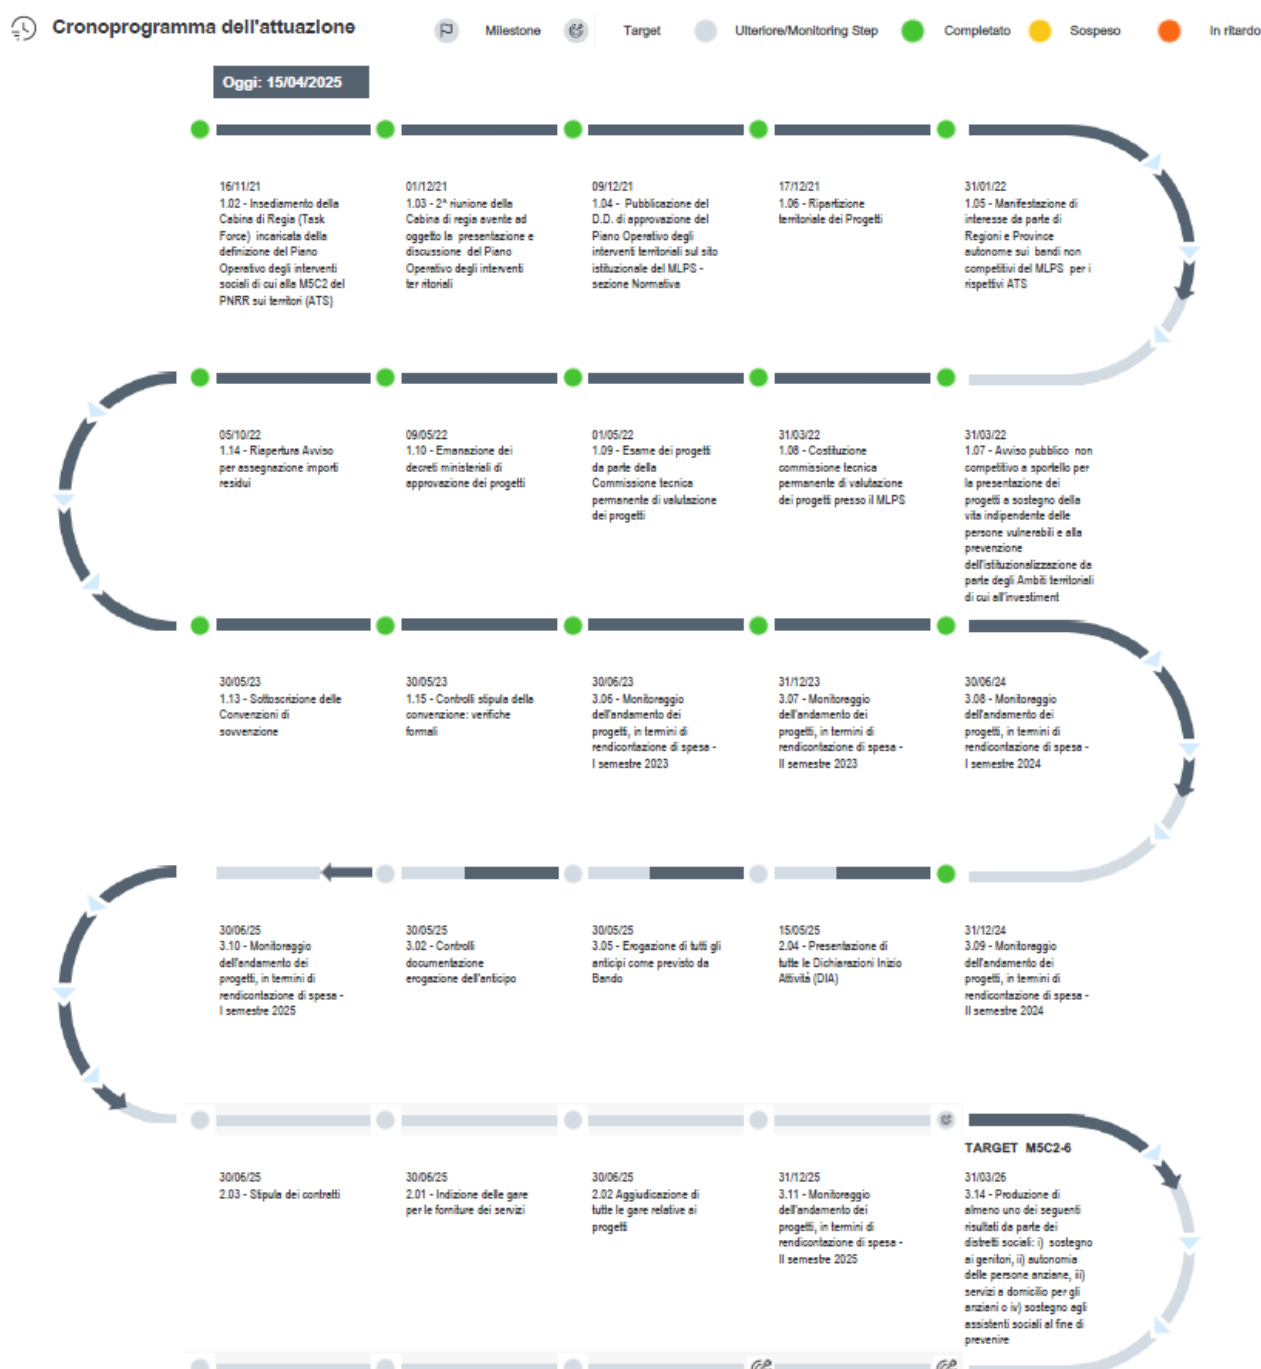 Cronoprogramma dell'attuazione
Milestone
Target
Ulteriore/Monitoring Step
Completato
Sospeso
In ritardo
Oggi: 15/04/2025
16/11/21
1.02 - Insediamento della
Cabina di Regia (Task
Force) incaricata della
definizione del Piano
Operativo degli interventi
sociali di cui alla M5C2 del
PNRR sui territori (ATS)
01/12/21
1.03 - 2ª riunione della
Cabina di regia avente ad
oggetto la presentazione e
discussione del Piano
Operativo degli interventi
ter ritoriali
09/12/21
1.04 - Pubblicazione del
D.D. di approvazione del
Piano Operativo degli
interventi territoriali sul sito
istituzionale del MLPS -
sezione Normativa
17/12/21
1.06 - Ripartizione
territoriale dei Progetti
31/01/22
1.05 - Manifestazione di
interesse da parte di
Regioni e Province
autonome sui bandi non
competitivi del MLPS per i
rispettivi ATS
05/10/22
1.14 - Riapertura Avviso
per assegnazione importi
residui
09/05/22
1.10 - Emanazione dei
decreti ministeriali di
approvazione dei progetti
01/05/22
1.09 - Esame dei progetti
da parte della
Commissione tecnica
permanente di valutazione
dei progetti
31/03/22
1.08 - Costituzione
commissione tecnica
permanente di valutazione
dei progetti presso il MLPS
31/03/22
1.07 - Avviso pubblico non
competitivo a sportello per
la presentazione dei
progetti a sostegno della
vita indipendente delle
persone vulnerabili e alla
prevenzione
dell'istituzionalizzazione da
parte degli Ambiti territoriali
di cui all'investiment
30/05/23
1.13 - Sottoscrizione delle
Convenzioni di
sovvenzione
30/05/23
1.15 - Controlli stipula della
convenzione: verifiche
formali
30/06/23
3.06 - Monitoraggio
dell'andamento dei
progetti, in termini di
rendicontazione di spesa -
I semestre 2023
31/12/23
3.07 - Monitoraggio
dell'andamento dei
progetti, in termini di
rendicontazione di spesa -
II semestre 2023
30/06/24
3.08 - Monitoraggio
dell'andamento dei
progetti, in termini di
rendicontazione di spesa -
I semestre 2024
30/06/25
3.10 - Monitoraggio
dell'andamento dei
progetti, in termini di
rendicontazione di spesa -
I semestre 2025
30/05/25
3.02 - Controlli
documentazione
erogazione dell'anticipo
30/05/25
3.05 - Erogazione di tutti gli
anticipi come previsto da
Bando
15/05/25
2.04 - Presentazione di
tutte le Dichiarazioni Inizio
Attività (DIA)
31/12/24
3.09 - Monitoraggio
dell'andamento dei
progetti, in termini di
rendicontazione di spesa -
II semestre 2024
30/06/25
2.03 - Stipula dei contratti
30/06/25
2.01 - Indizione delle gare
per le forniture dei servizi
30/06/25
2.02 Aggiudicazione di
tutte le gare relative ai
progetti
31/12/25
3.11 - Monitoraggio
dell'andamento dei
progetti, in termini di
rendicontazione di spesa -
II semestre 2025
TARGET M5C2-6
31/03/26
3.14 - Produzione di
almeno uno dei seguenti
risultati da parte dei
distretti sociali: i) sostegno
ai genitori, ii) autonomia
delle persone anziane, iii)
servizi a domicilio per gli
anziani o iv) sostegno agli
assistenti sociali al fine di
prevenire